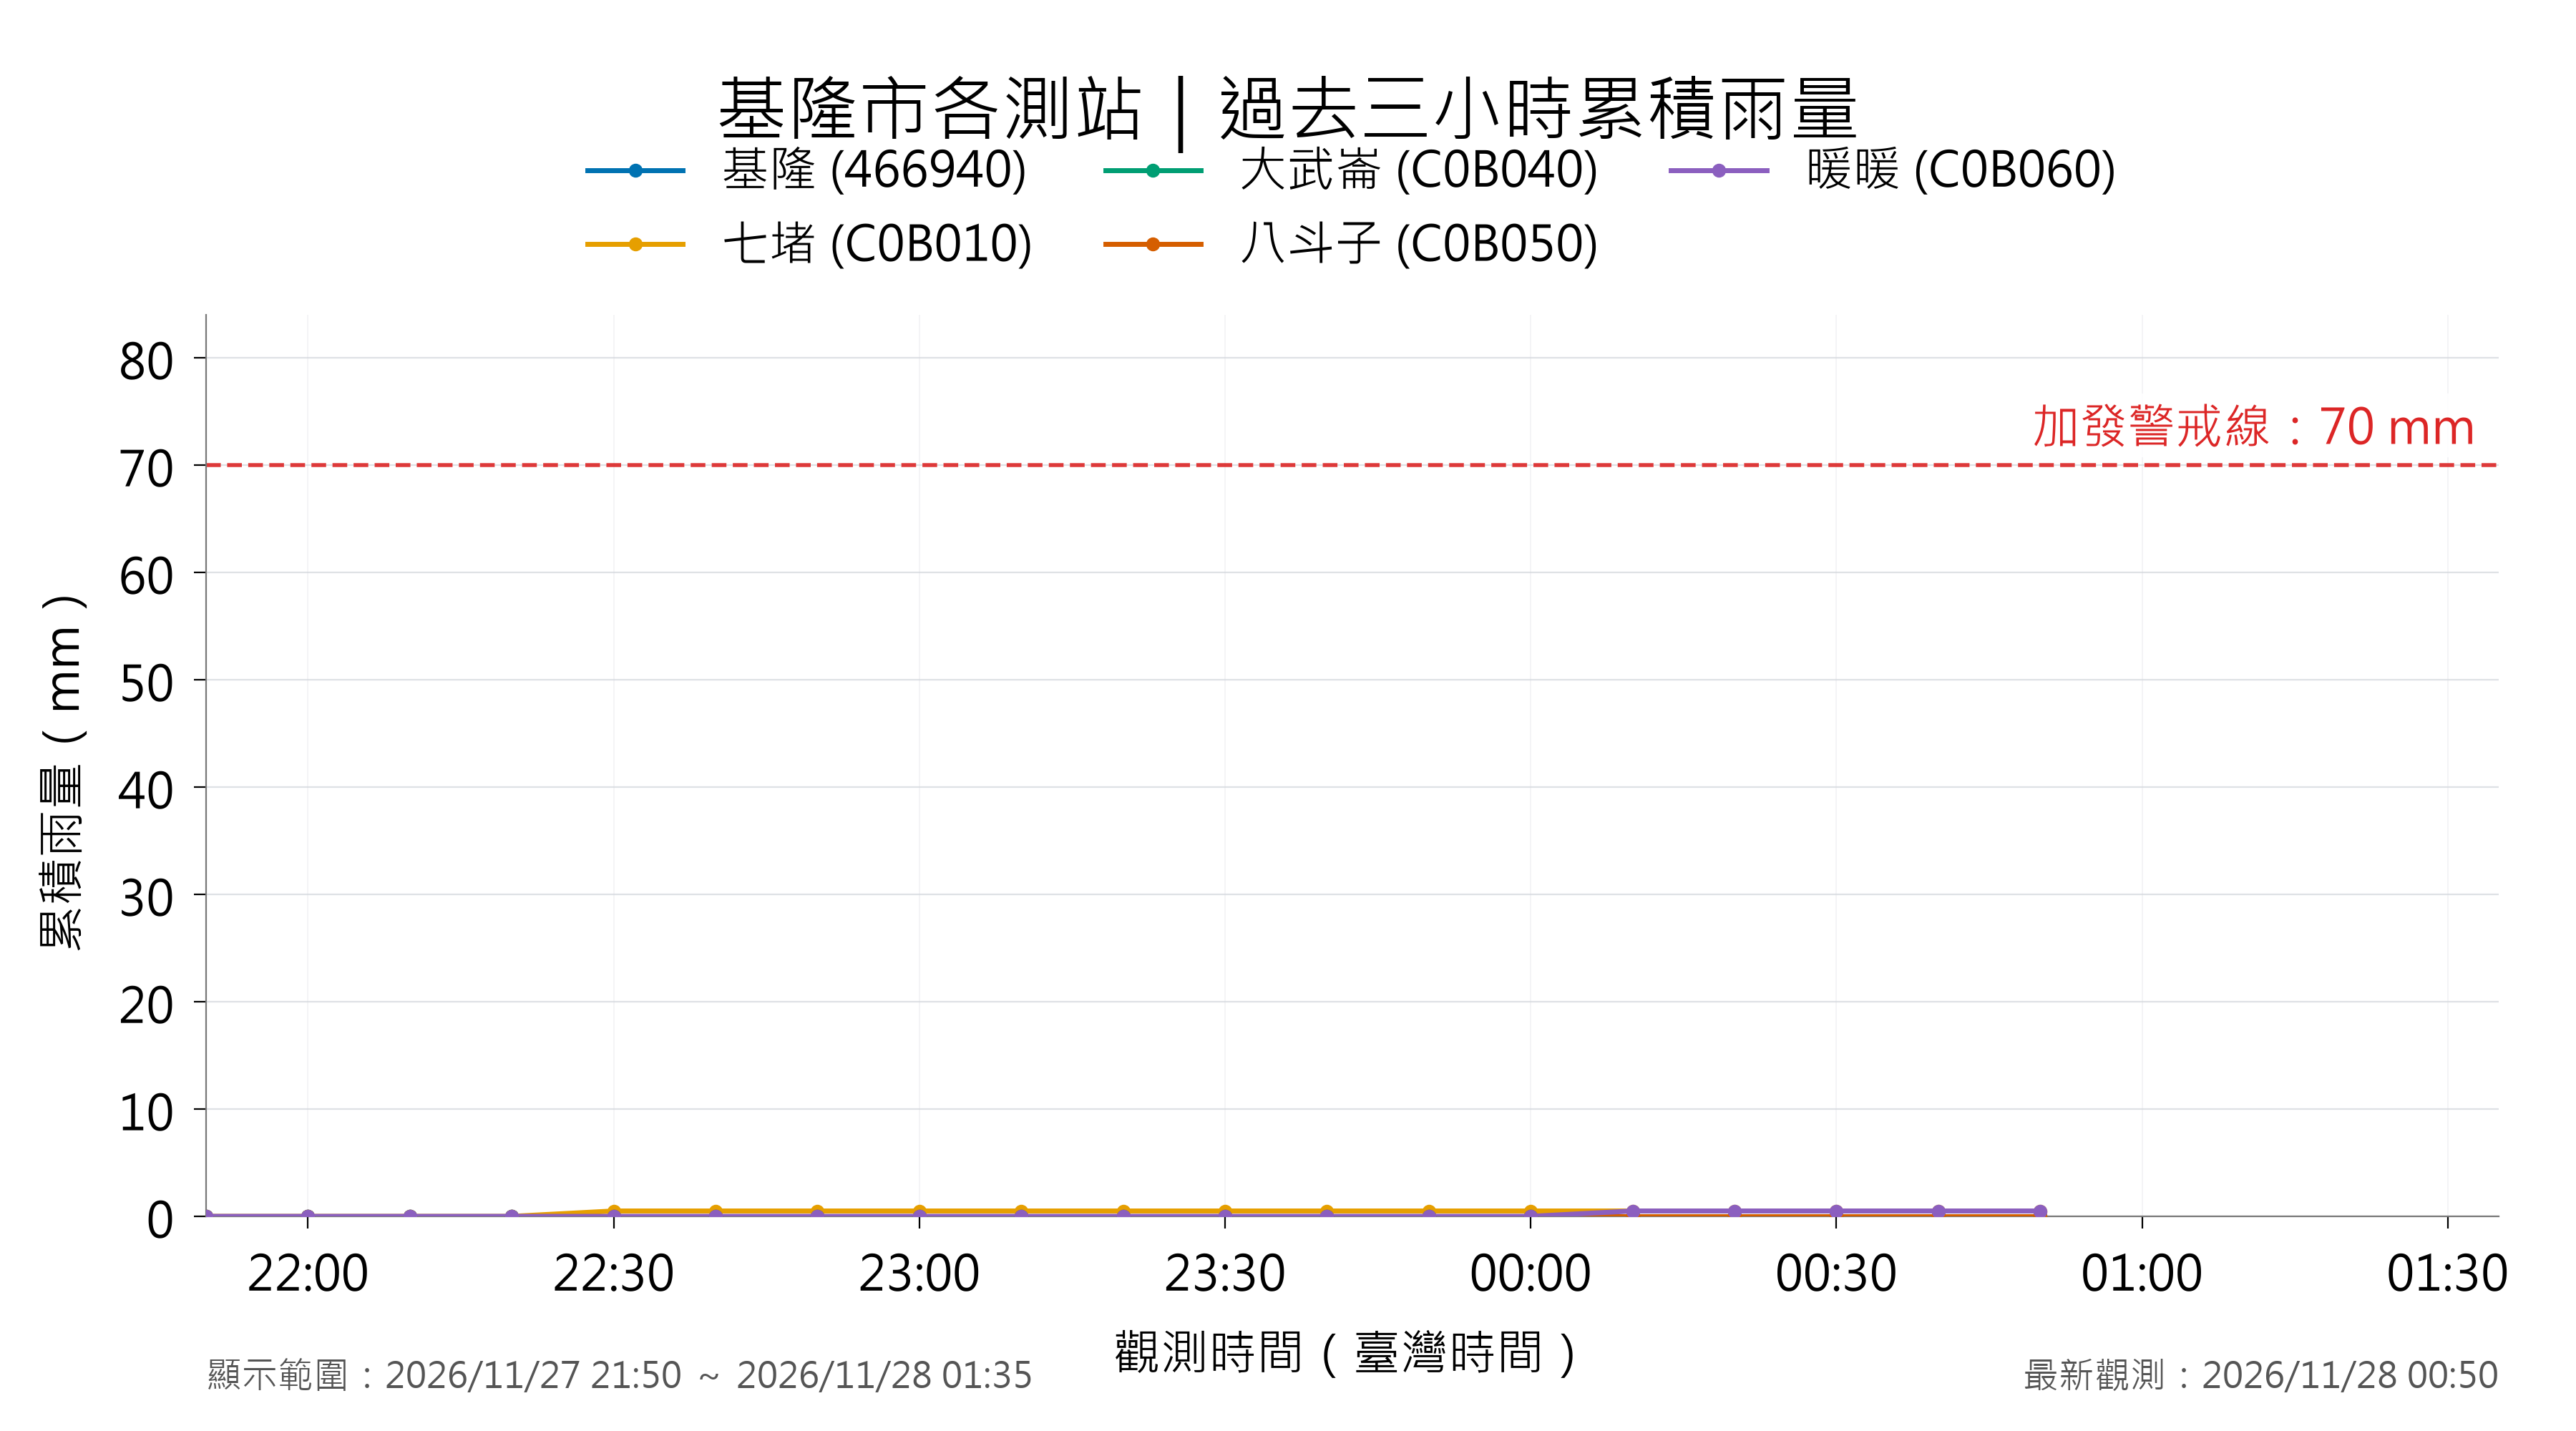 基隆市各測站｜過去三小時累積雨量
基隆 (466940)
大武崙 (C0B040)
暖暖 (C0B060)
七堵 (C0B010)
八斗子 (C0B050)
累積雨量（mm）
80
70
60
50
40
30
20
10
0
加發警戒線：70 mm
22:00 22:30 23:00 23:30 00:00 00:30 01:00 01:30
觀測時間（臺灣時間）
顯示範圍：2026/11/27 21:50 ~ 2026/11/28 01:35
最新觀測：2026/11/28 00:50